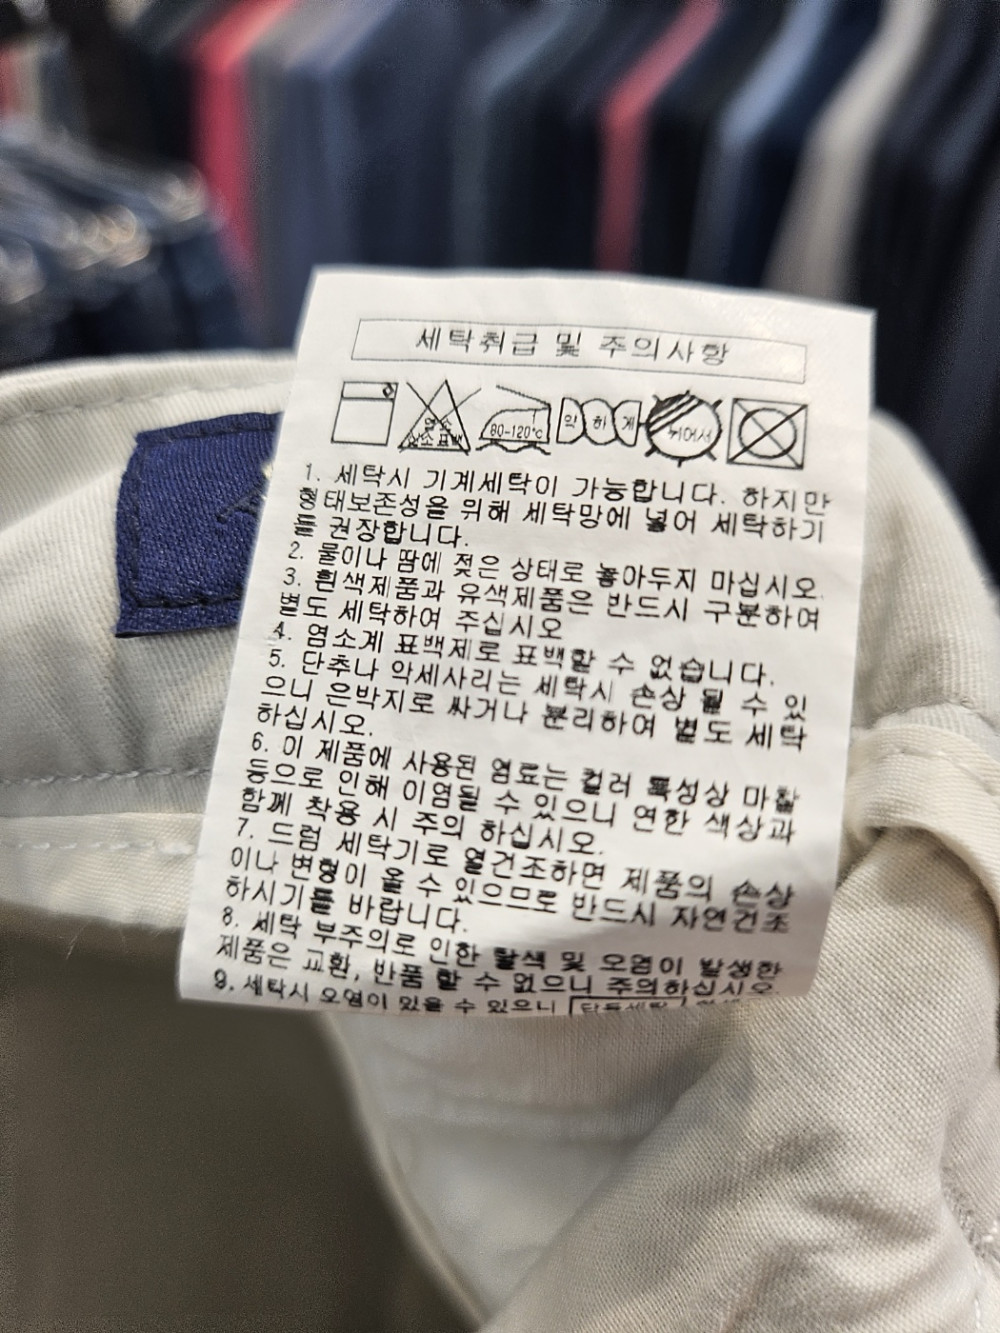 세탁취급 및 주의사항
염소
산소 표백
80-120℃
약 하 게
뉘어서
1. 세탁시 기계세탁이 가능합니다. 하지만
형태보존성을 위해 세탁망에 넣어 세탁하기
를 권장합니다.
2. 물이나 땀에 젖은 상태로 놓아두지 마십시오.
3. 흰색제품과 유색제품은 반드시 구분하여
별도 세탁하여 주십시오
4. 염소계 표백제로 표백할 수 없습니다.
5. 단추나 악세사리는 세탁시 손상 될 수 있
으니 은박지로 싸거나 분리하여 별도 세탁
하십시오.
6. 이 제품에 사용된 염료는 컬러 특성상 마찰
등으로 인해 이염될 수 있으니 연한 색상과
함께 착용 시 주의 하십시오.
7. 드럼 세탁기로 열건조하면 제품의 손상
이나 변형이 올 수 있으므로 반드시 자연건조
하시기를 바랍니다.
8. 세탁 부주의로 인한 탈색 및 오염이 발생한
제품은 교환, 반품 할 수 없으니 주의하십시오.
9. 세탁시 오염이 있을 수 있으니 단독세탁